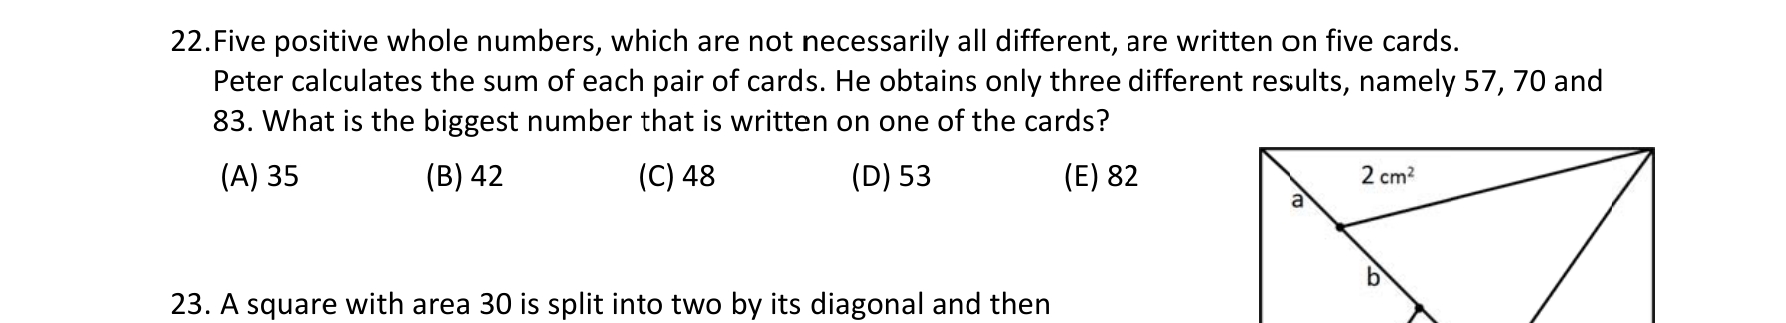 22.Five positive whole numbers, which are not necessarily all different, are written on five cards.
Peter calculates the sum of each pair of cards. He obtains only three different results, namely 57, 70 and
83. What is the biggest number that is written on one of the cards?
(A) 35 (B) 42 (C) 48 (D) 53 (E) 82
2 cm²
a
b
23. A square with area 30 is split into two by its diagonal and then